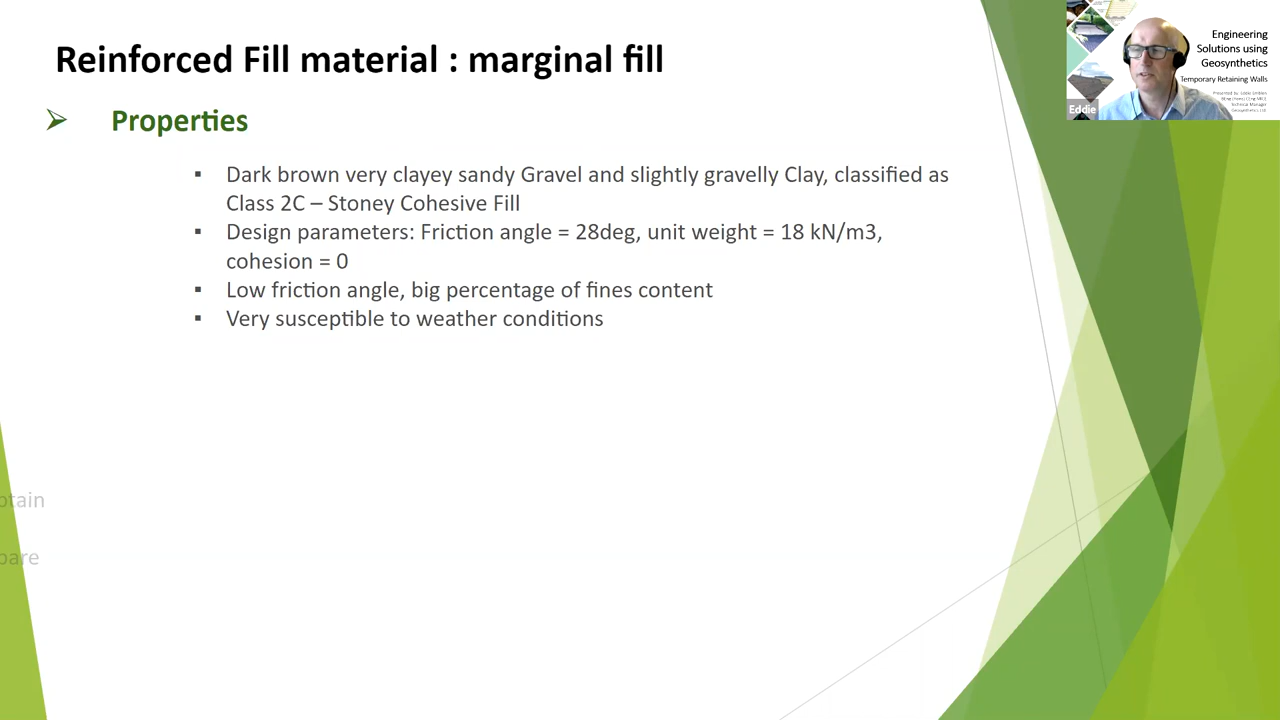 Reinforced Fill material : marginal fill
Properties
Dark brown very clayey sandy Gravel and slightly gravelly Clay, classified as
Class 2C – Stoney Cohesive Fill
Design parameters: Friction angle = 28deg, unit weight = 18 kN/m3,
cohesion = 0
Low friction angle, big percentage of fines content
Very susceptible to weather conditions
Engineering
Solutions using
Geosynthetics
Temporary Retaining Walls
Technical Manager
Eddie